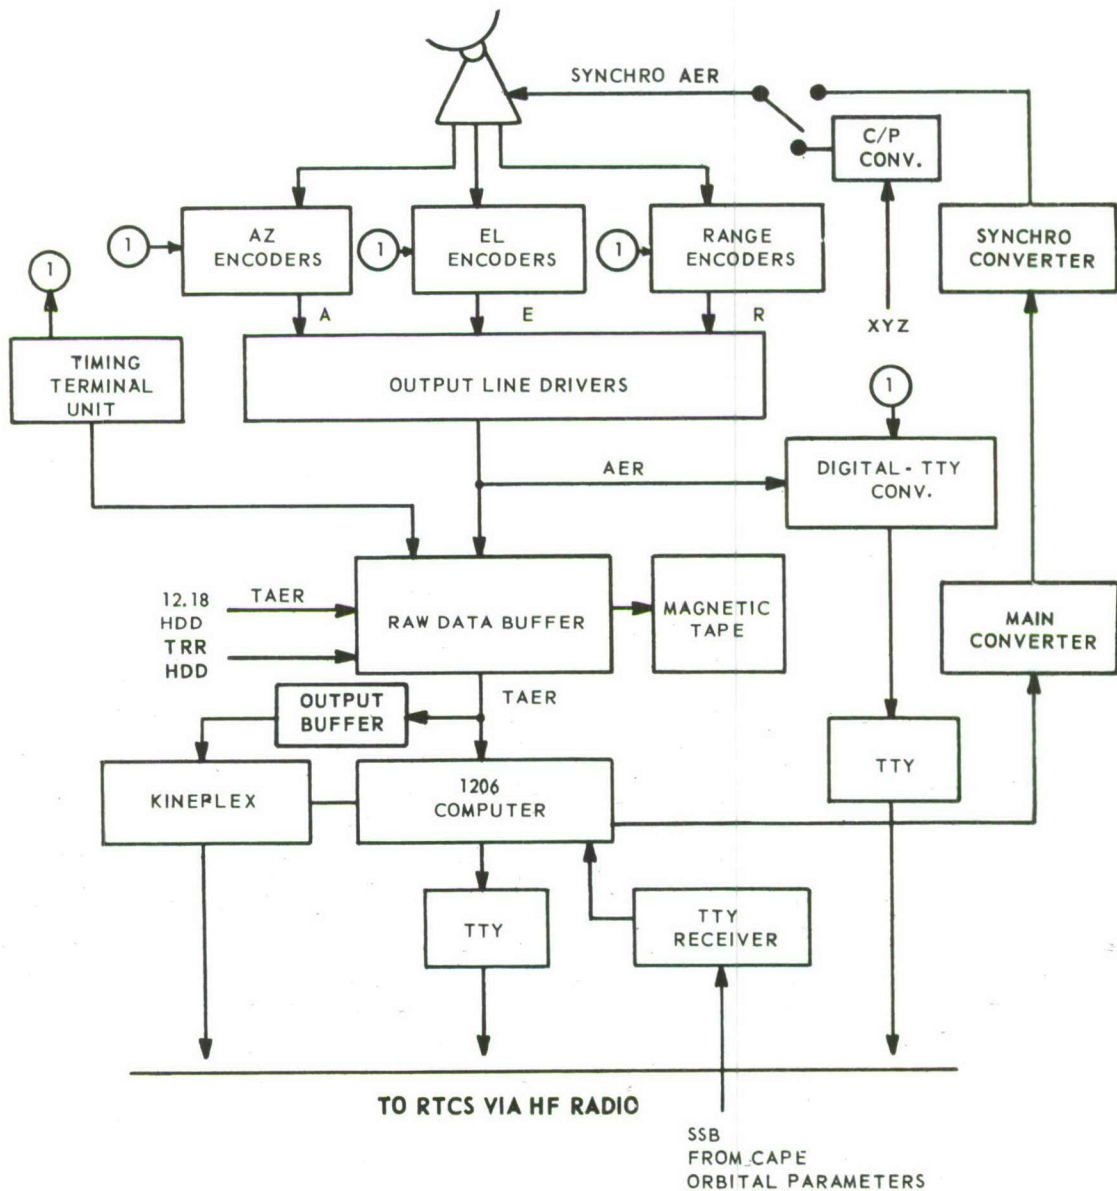 SYNCHRO AER
C/P
CONV.
AZ
ENCODERS
EL
ENCODERS
RANGE
ENCODERS
SYNCHRO
CONVERTER
1
1
1
1
A
E
R
XYZ
TIMING
TERMINAL
UNIT
OUTPUT LINE DRIVERS
1
AER
DIGITAL - TTY
CONV.
12.18
HDD
TAER
TRR
HDD
RAW DATA BUFFER
MAGNETIC
TAPE
MAIN
CONVERTER
TAER
OUTPUT
BUFFER
KINEPLEX
1206
COMPUTER
TTY
TTY
TTY
RECEIVER
TO RTCS VIA HF RADIO
SSB
FROM CAPE
ORBITAL PARAMETERS